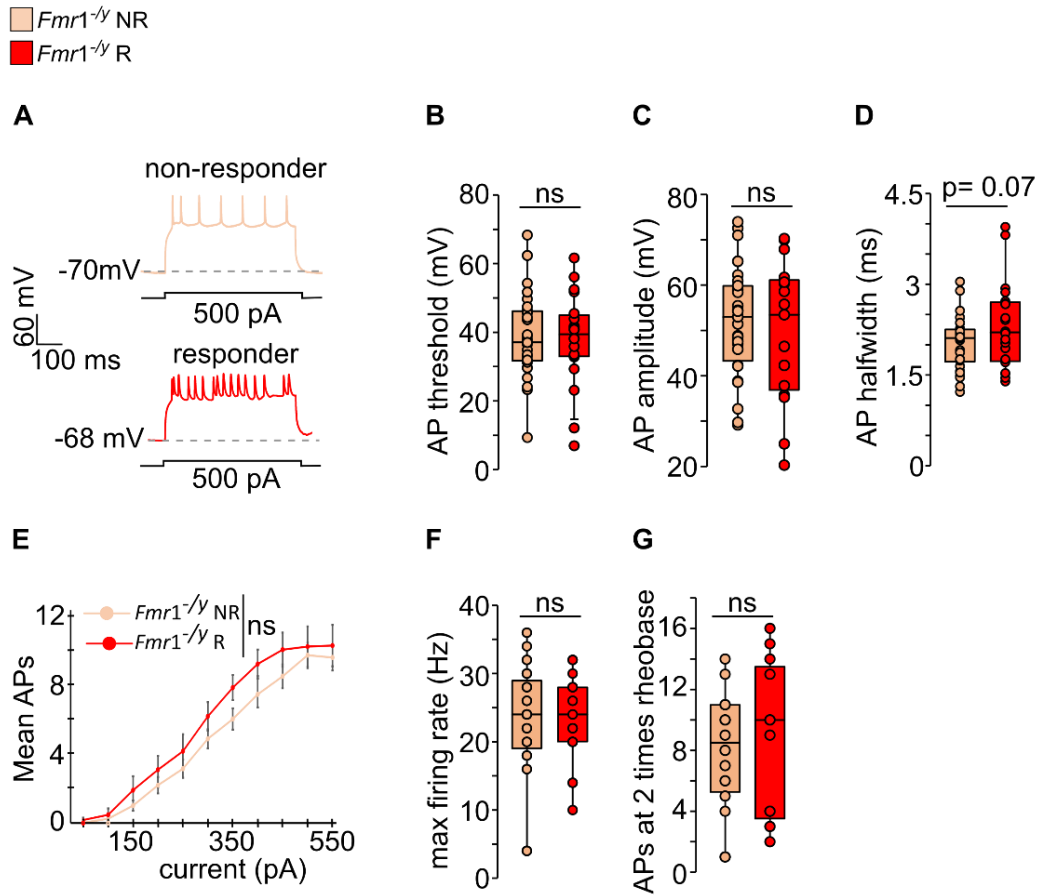 Fmr1-/y NR
Fmr1-/y R
A
non-responder
-70mV
500 pA
60 mV
100 ms
responder
-68 mV
500 pA
B
AP threshold (mV)
80
60
40
20
0
ns
C
AP amplitude (mV)
80
60
40
20
ns
D
AP halfwidth (ms)
4.5
3
1.5
0
p= 0.07
E
Mean APs
12
8
4
0
Fmr1-/y NR
Fmr1-/y R
ns
150 350 550
current (pA)
F
max firing rate (Hz)
40
30
20
10
0
ns
G
APs at 2 times rheobase
16
12
8
4
0
ns